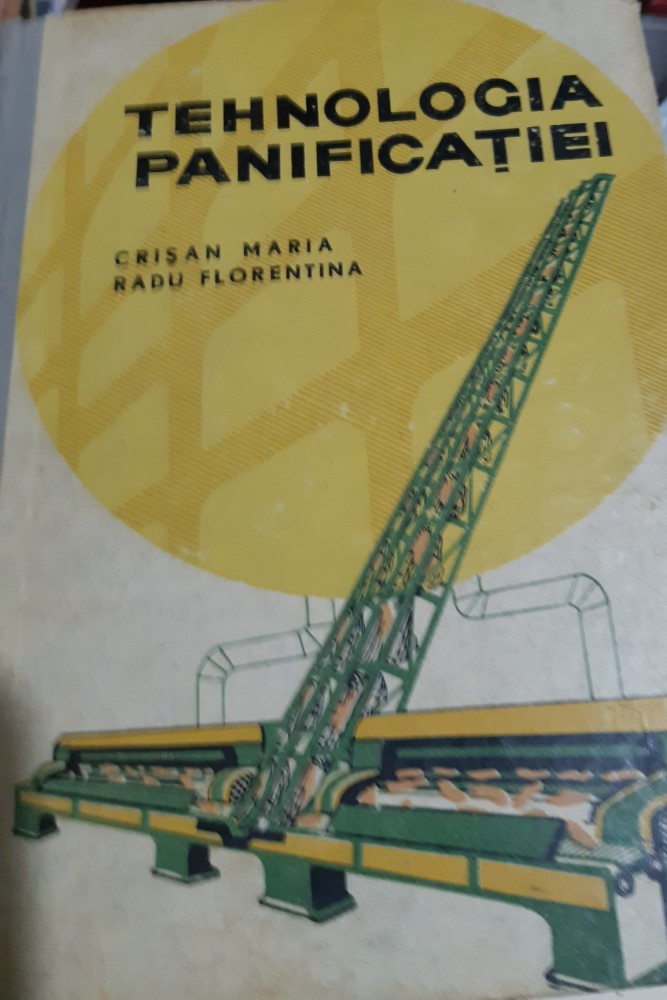 TEHNOLOGIA
PANIFICAȚIEI
CRIȘAN MARIA
RADU FLORENTINA